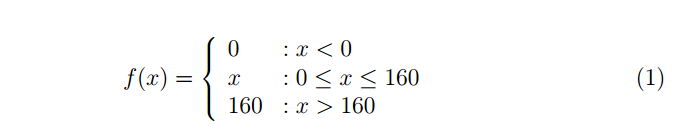 0 : x < 0
f(x) = { x : 0 ≤ x ≤ 160 (1)
160 : x > 160